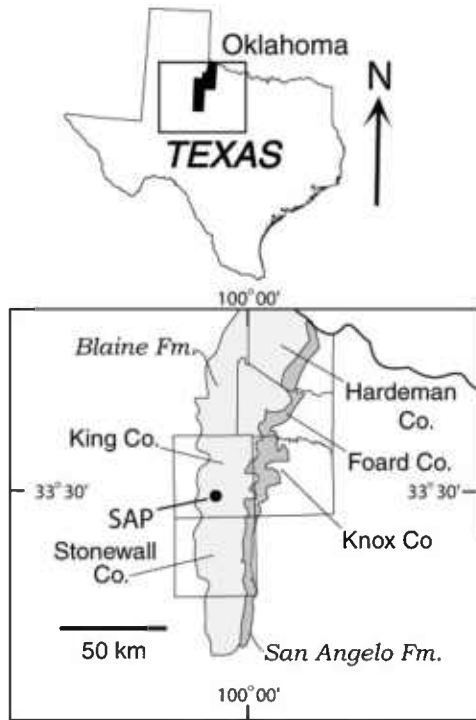 Oklahoma
N
TEXAS
100°00'
Blaine Fm.
Hardeman
Co.
King Co.
Foard Co.
33°30'
33°30'
SAP
Knox Co
Stonewall
Co.
50 km
San Angelo Fm.
100°00'